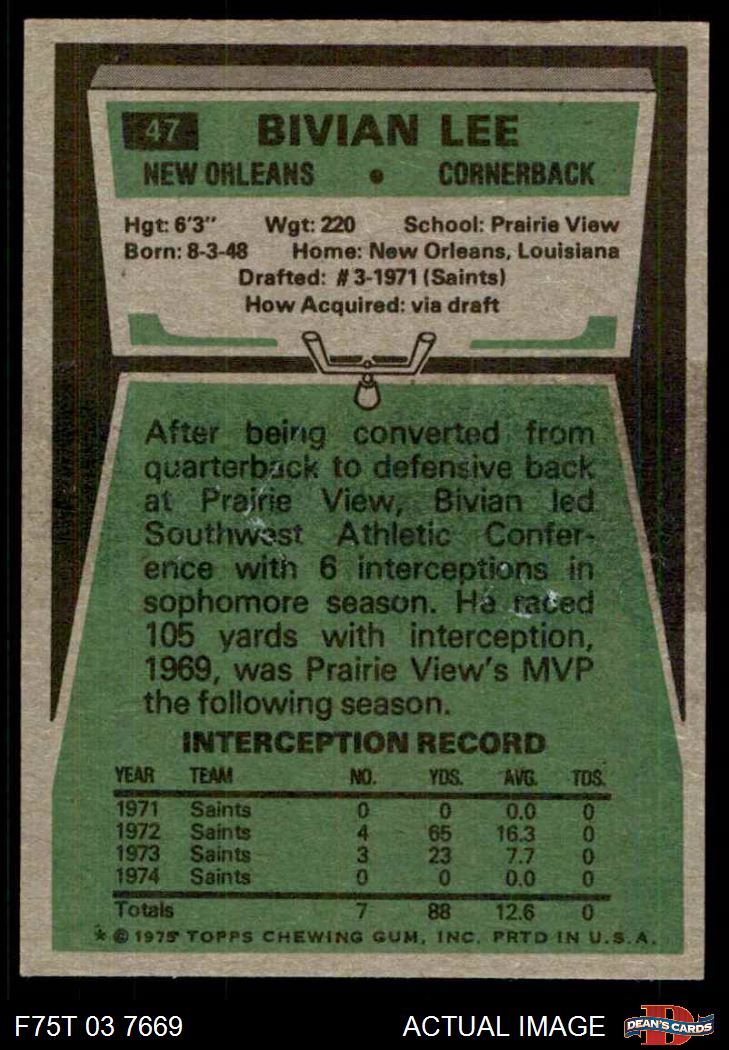 47 BIVIAN LEE
NEW ORLEANS • CORNERBACK
Hgt: 6'3" Wgt: 220 School: Prairie View
Born: 8-3-48 Home: New Orleans, Louisiana
Drafted: #3-1971 (Saints)
How Acquired: via draft
After being converted from
quarterback to defensive back
at Prairie View, Bivian led
Southwest Athletic Confer-
ence with 6 interceptions in
sophomore season. He raced
105 yards with interception,
1969, was Prairie View's MVP
the following season.
INTERCEPTION RECORD
YEAR TEAM NO. YDS. AVG. TDS.
1971 Saints 0 0 0.0 0
1972 Saints 4 65 16.3 0
1973 Saints 3 23 7.7 0
1974 Saints 0 0 0.0 0
Totals 7 88 12.6 0
* © 1975 TOPPS CHEWING GUM, INC. PRTD IN U.S.A.
F75T 03 7669 ACTUAL IMAGE D DEAN'S CARDS